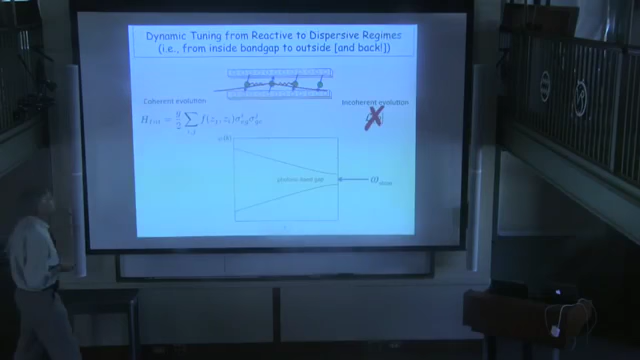 Dynamic Tuning from Reactive to Dispersive Regimes
(i.e., from inside bandgap to outside [and back!])
Coherent evolution
Incoherent evolution
photon band gap